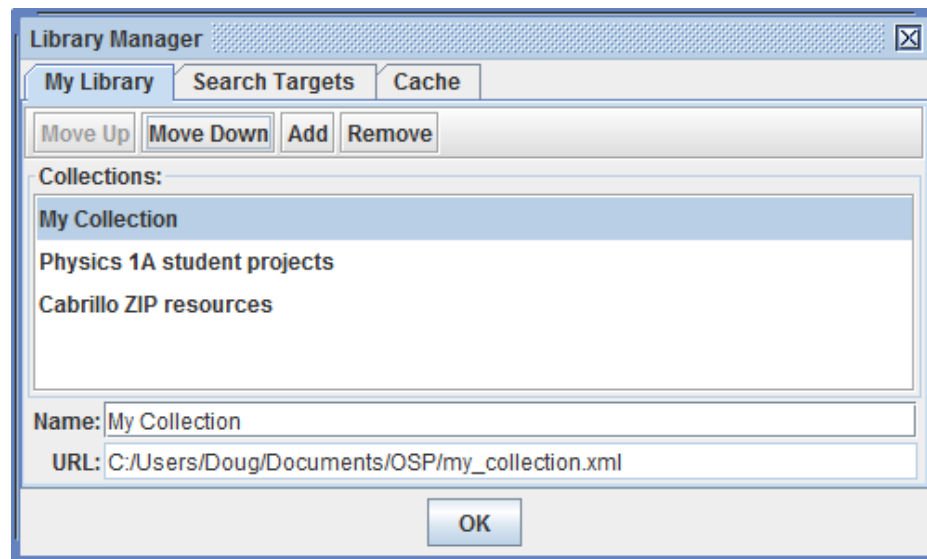 Library Manager
My Library Search Targets Cache
Move Up Move Down Add Remove
Collections:
My Collection
Physics 1A student projects
Cabrillo ZIP resources
Name: My Collection
URL: C:/Users/Doug/Documents/OSP/my_collection.xml
OK